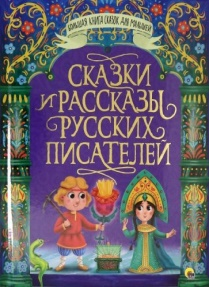 БОЛЬШАЯ КНИГА СКАЗОК ДЛЯ МАЛЫШЕЙ
СКАЗКИ
И РАССКАЗЫ
РУССКИХ
ПИСАТЕЛЕЙ